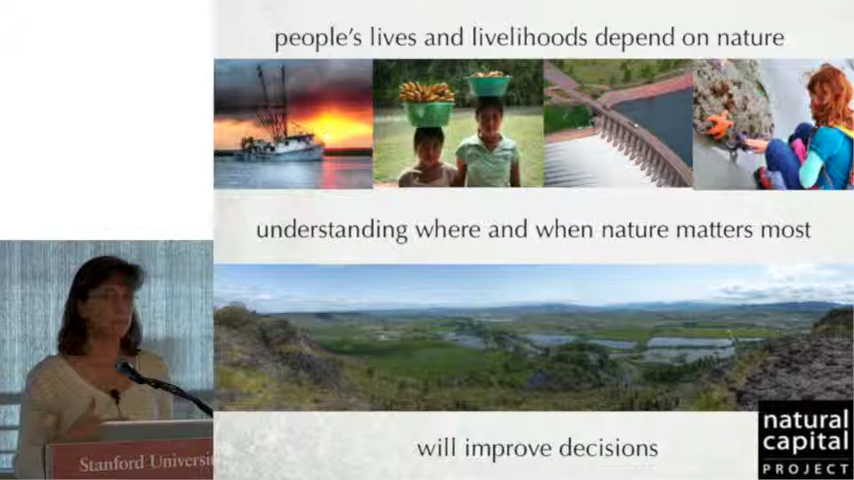 people's lives and livelihoods depend on nature
understanding where and when nature matters most
will improve decisions
natural
capital
PROJECT
Stanford Universi